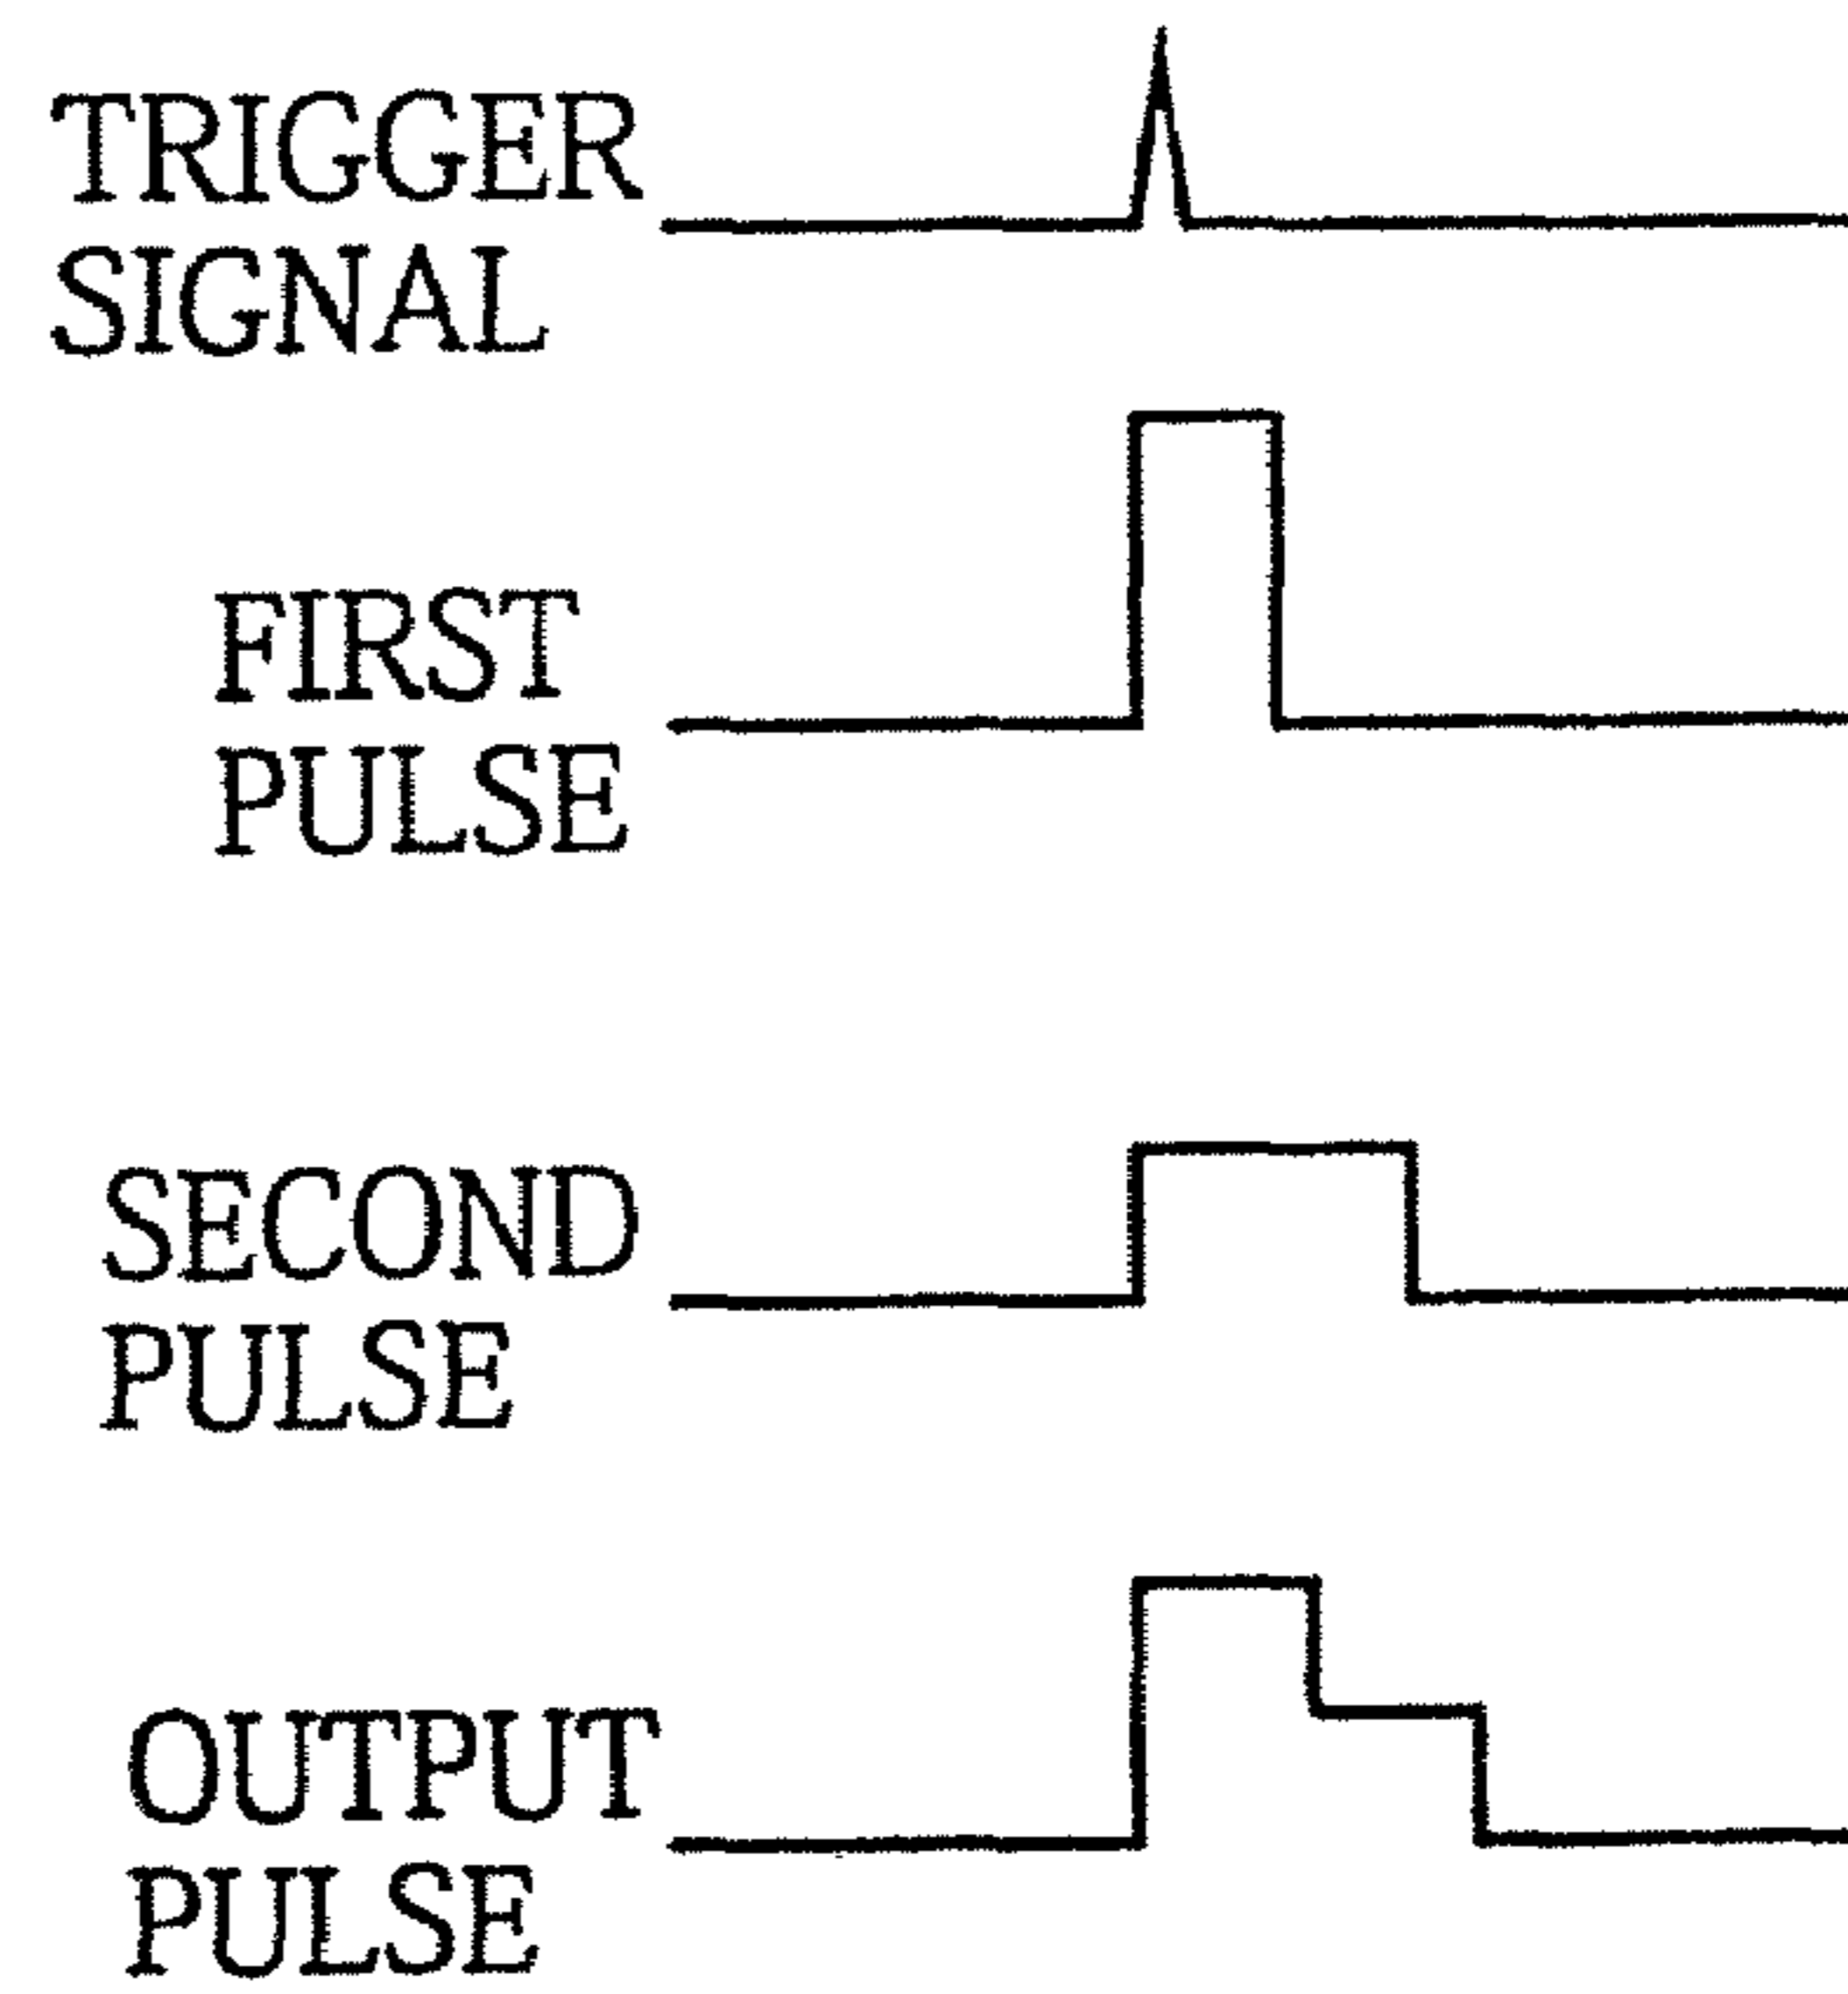 TRIGGER
SIGNAL
FIRST
PULSE
SECOND
PULSE
OUTPUT
PULSE